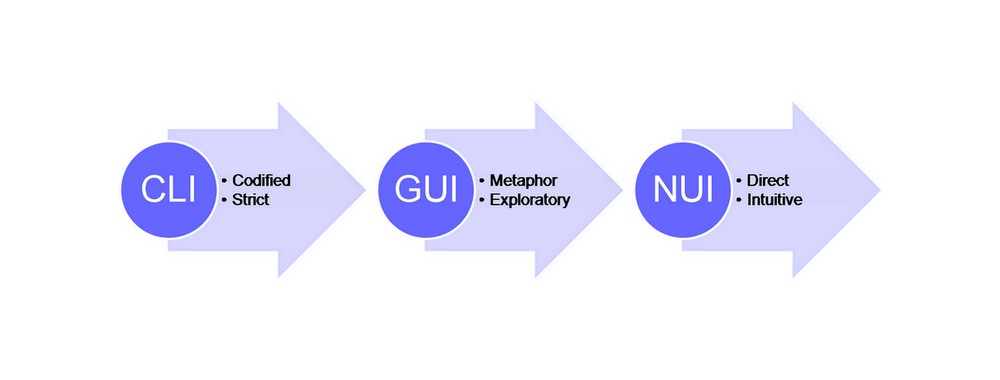 CLI
• Codified
• Strict
GUI
• Metaphor
• Exploratory
NUI
• Direct
• Intuitive